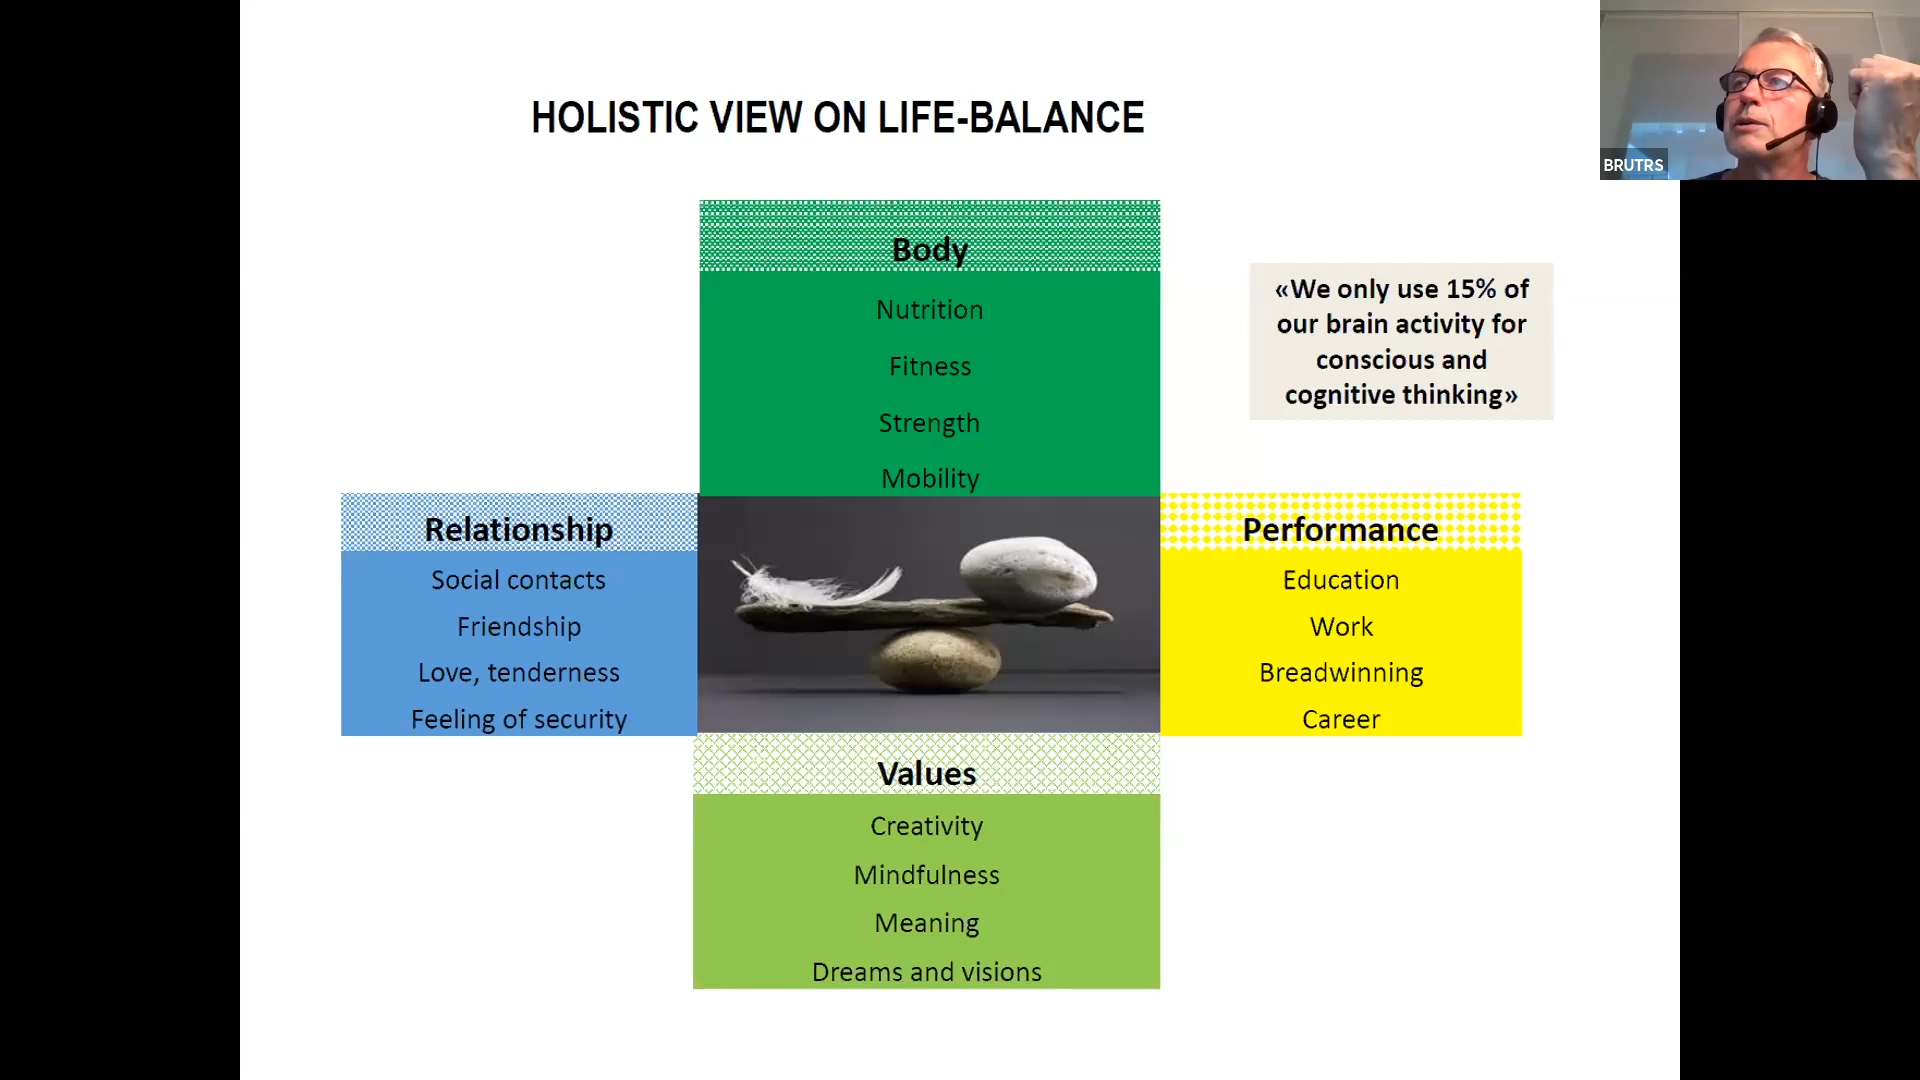 HOLISTIC VIEW ON LIFE-BALANCE
BRUTRS
Body
Nutrition
Fitness
Strength
Mobility
«We only use 15% of
our brain activity for
conscious and
cognitive thinking»
Relationship
Social contacts
Friendship
Love, tenderness
Feeling of security
Performance
Education
Work
Breadwinning
Career
Values
Creativity
Mindfulness
Meaning
Dreams and visions